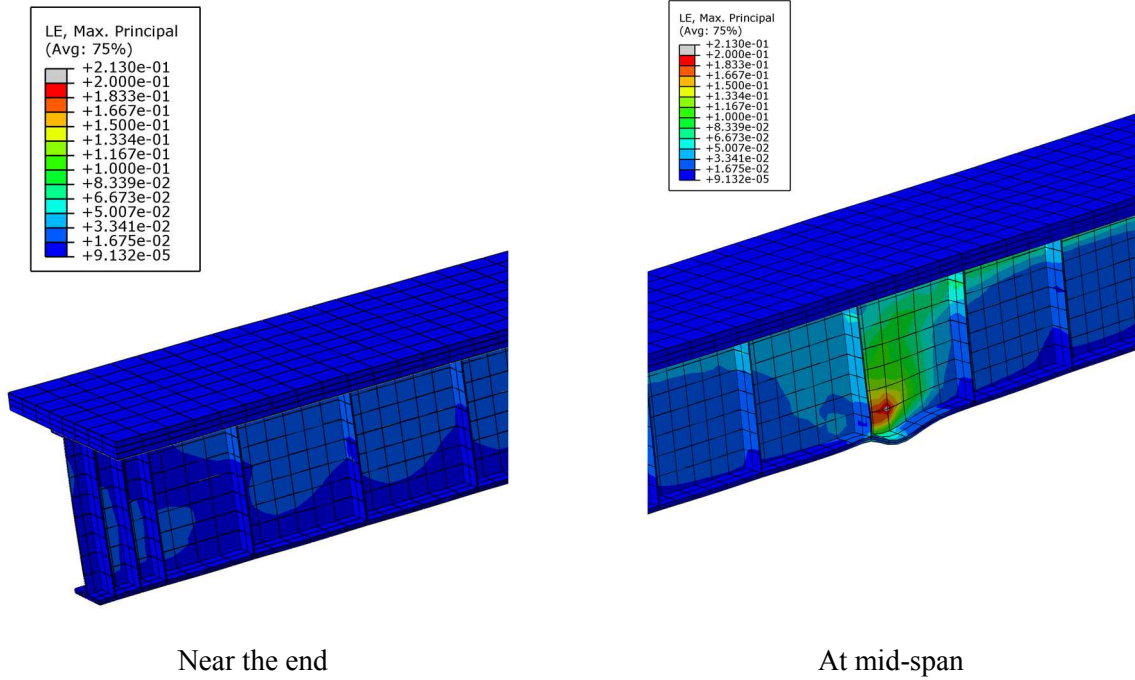 LE, Max. Principal
(Avg: 75%)
+2.130e-01
+2.000e-01
+1.833e-01
+1.667e-01
+1.500e-01
+1.334e-01
+1.167e-01
+1.000e-01
+8.339e-02
+6.673e-02
+5.007e-02
+3.341e-02
+1.675e-02
+9.132e-05
LE, Max. Principal
(Avg: 75%)
+2.130e-01
+2.000e-01
+1.833e-01
+1.667e-01
+1.500e-01
+1.334e-01
+1.167e-01
+1.000e-01
+8.339e-02
+6.673e-02
+5.007e-02
+3.341e-02
+1.675e-02
+9.132e-05
Near the end
At mid-span